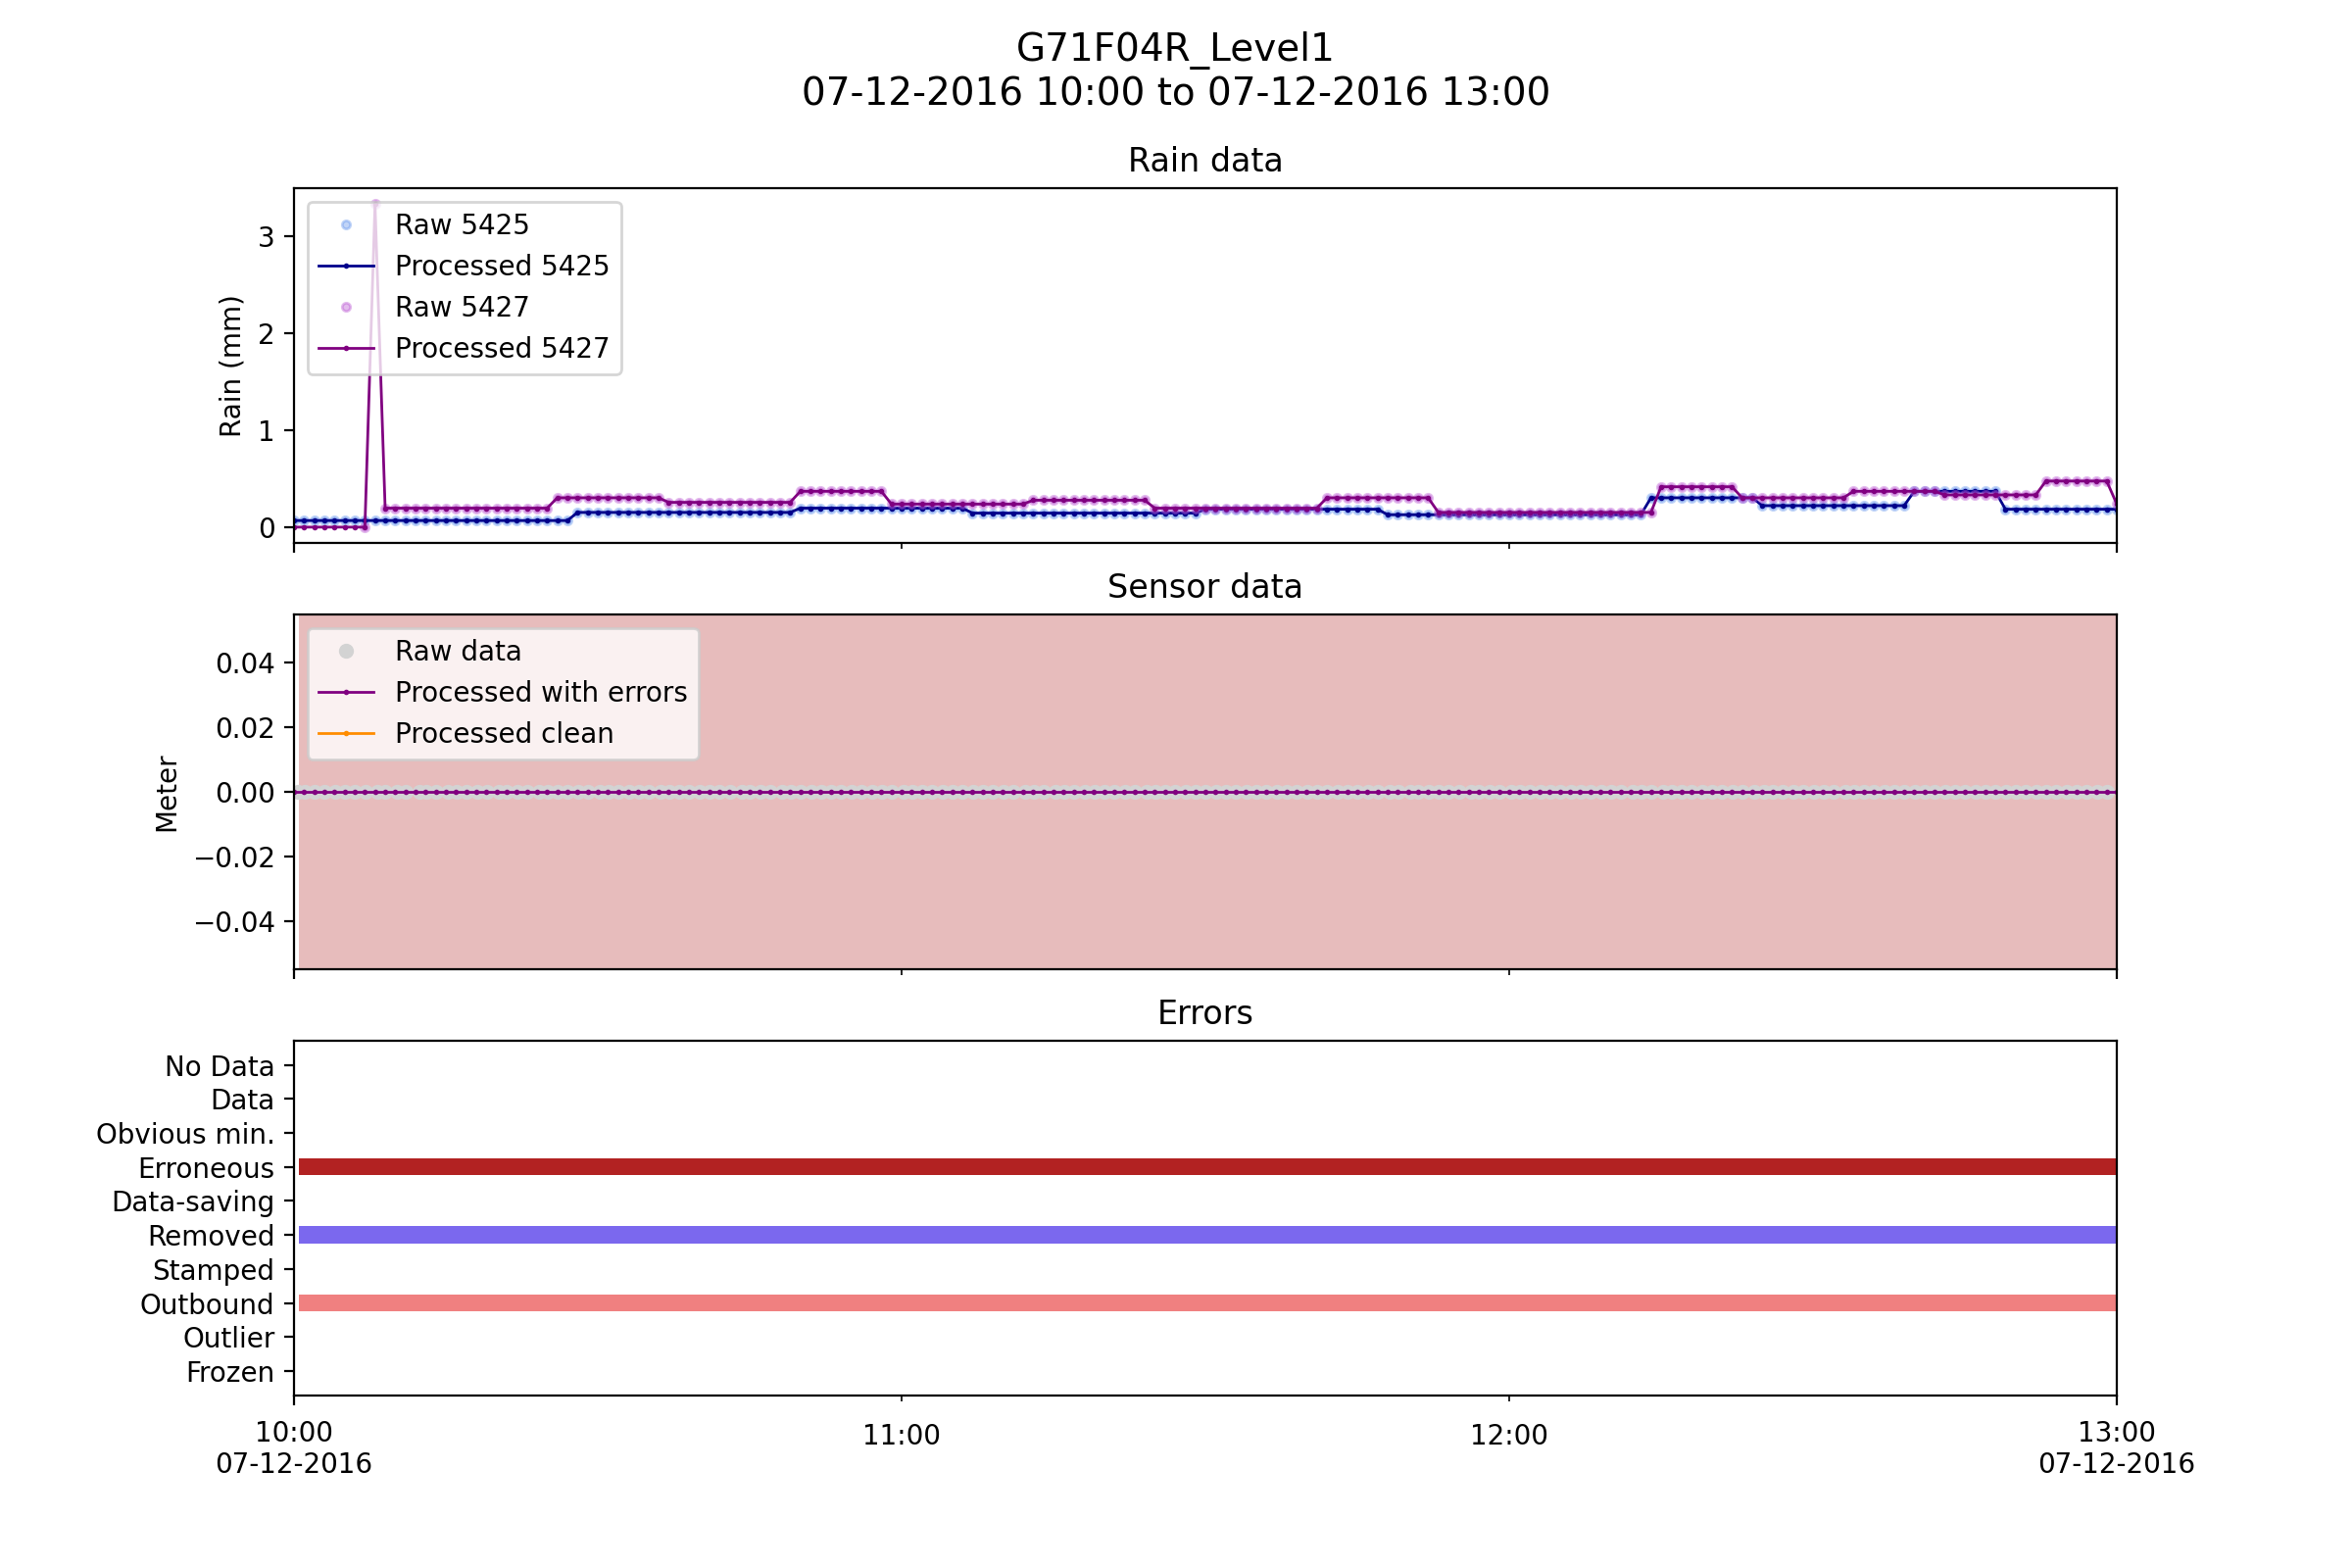 G71F04R_Level1
07-12-2016 10:00 to 07-12-2016 13:00
Rain data
Rain (mm)
3
2
1
0
Raw 5425
Processed 5425
Raw 5427
Processed 5427
Sensor data
Meter
0.04
0.02
0.00
−0.02
−0.04
Raw data
Processed with errors
Processed clean
Errors
No Data
Data
Obvious min.
Erroneous
Data-saving
Removed
Stamped
Outbound
Outlier
Frozen
10:00
07-12-2016
11:00
12:00
13:00
07-12-2016